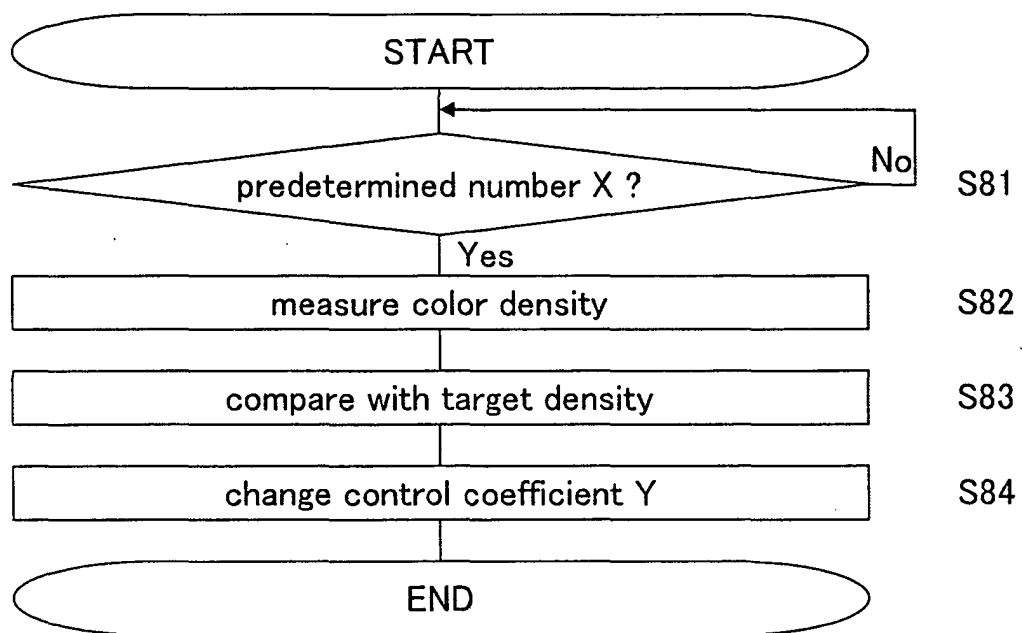 START
No
predetermined number X ? S81
Yes
measure color density S82
compare with target density S83
change control coefficient Y S84
END